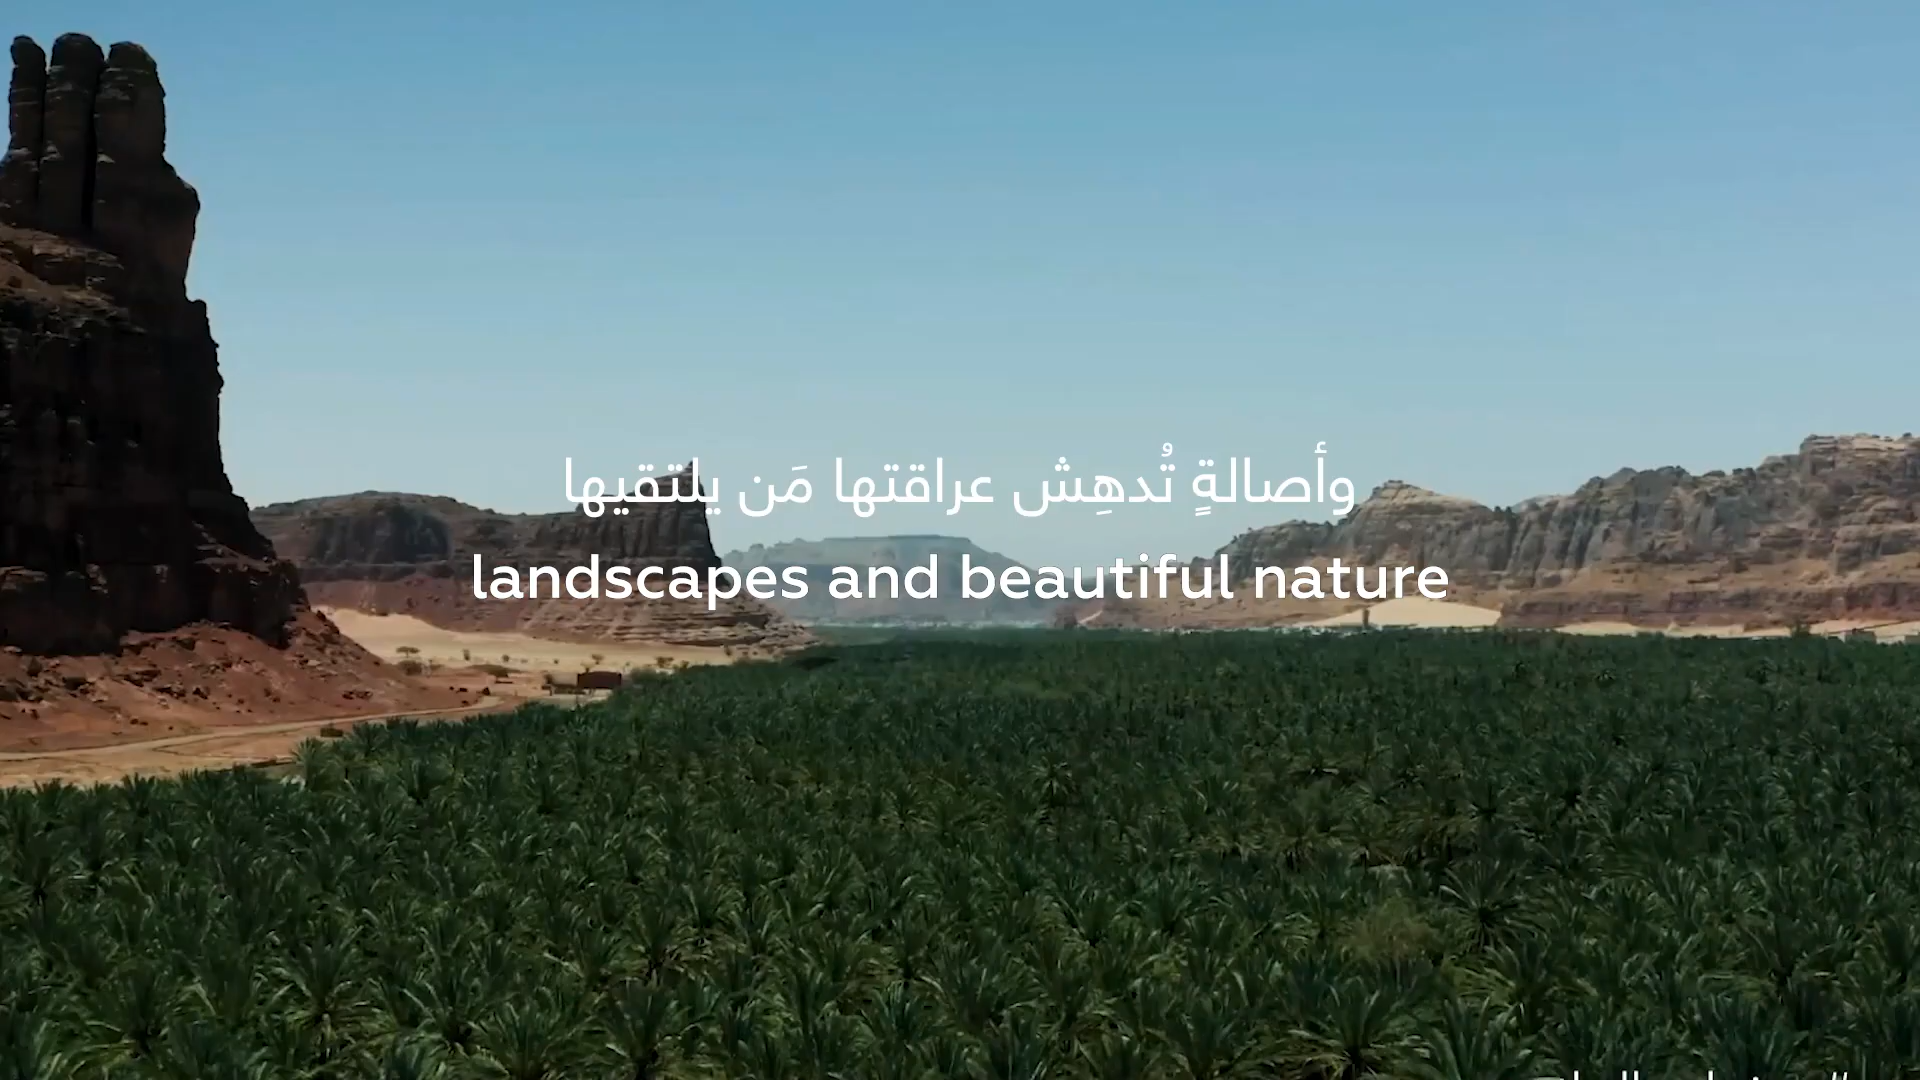 وأصالةٍ تُدهِش عراقتها مَن يلتقيها
landscapes and beautiful nature